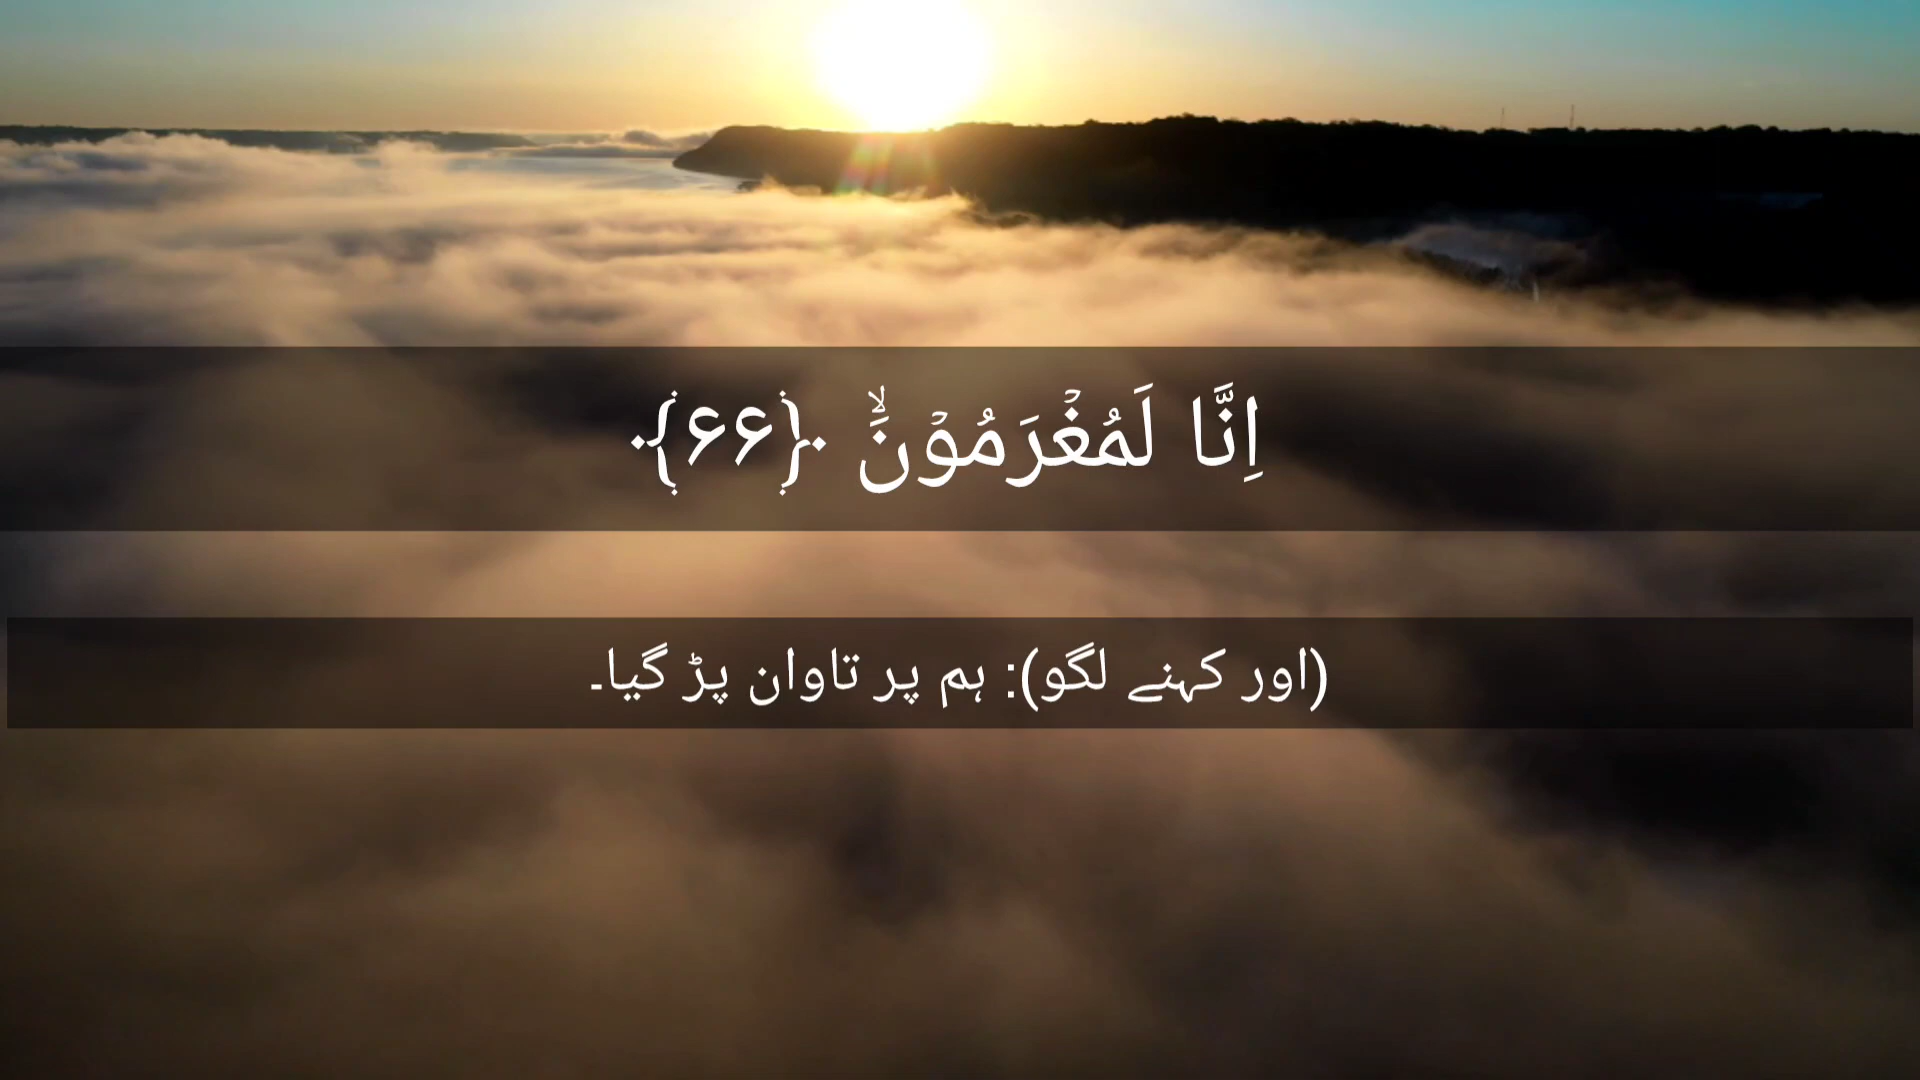 اِنَّا لَمُغۡرَمُوۡنَ ۙ‏ ﴿۶۶﴾
(اور کہنے لگو): ہم پر تاوان پڑ گیا۔